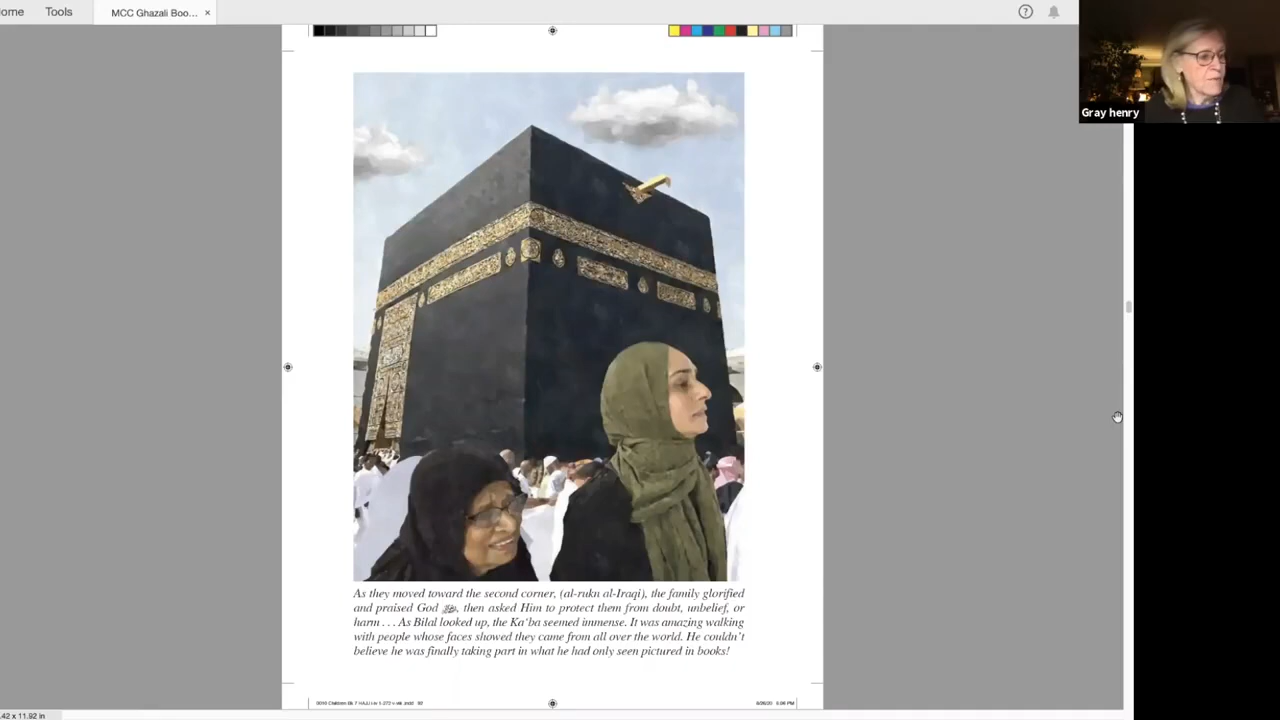 ome
Tools
MCC Ghazali Boo... ×
Gray henry
As they moved toward the second corner, (al-rukn al-Iraqi), the family glorified
and praised God ﷻ, then asked Him to protect them from doubt, unbelief, or
harm . . . As Bilal looked up, the Ka‘ba seemed immense. It was amazing walking
with people whose faces showed they came from all over the world. He couldn’t
believe he was finally taking part in what he had only seen pictured in books!
.42 x 11.92 in